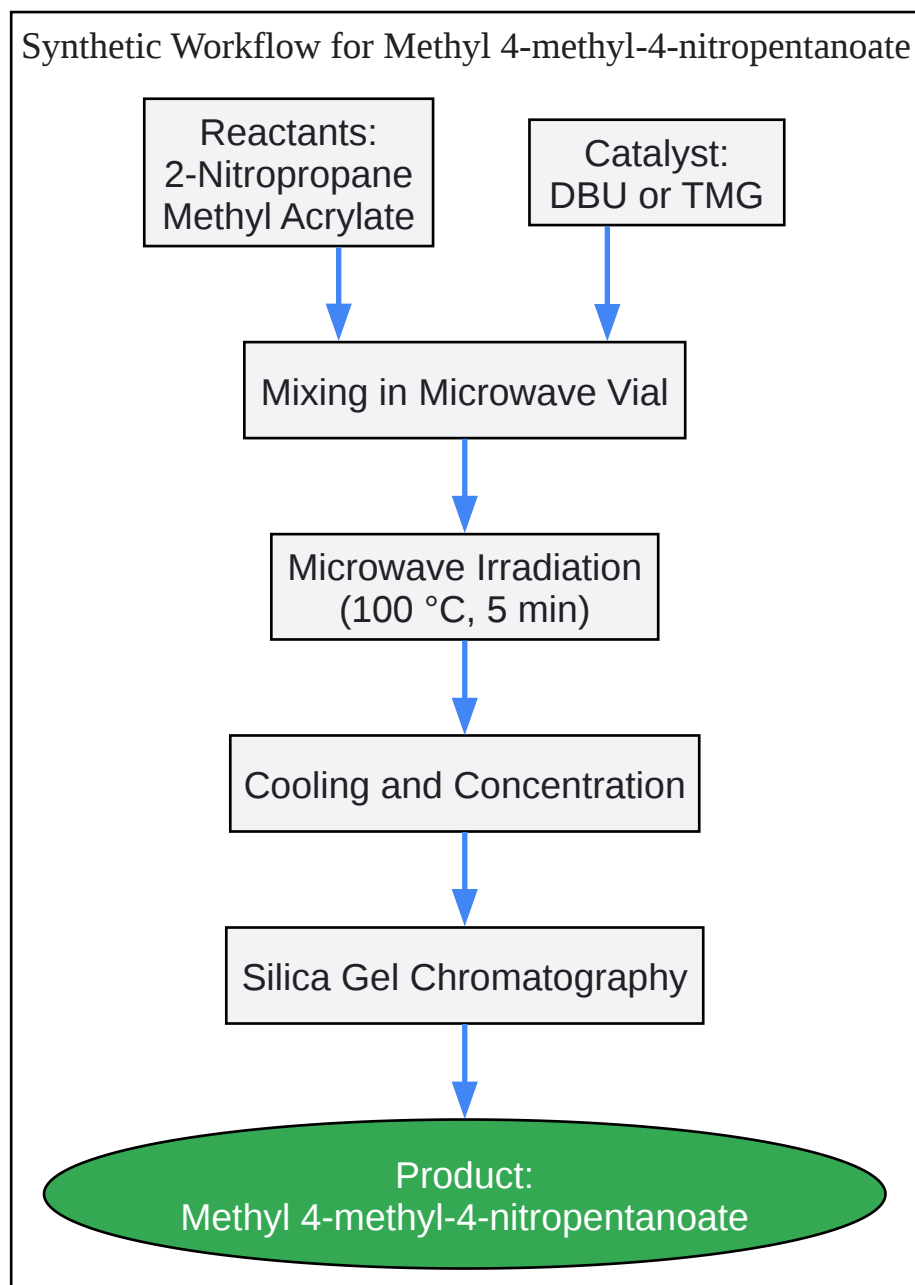 Synthetic Workflow for Methyl 4-methyl-4-nitropentanoate
Reactants:
2-Nitropropane
Methyl Acrylate
Catalyst:
DBU or TMG
Mixing in Microwave Vial
Microwave Irradiation
(100 °C, 5 min)
Cooling and Concentration
Silica Gel Chromatography
Product:
Methyl 4-methyl-4-nitropentanoate